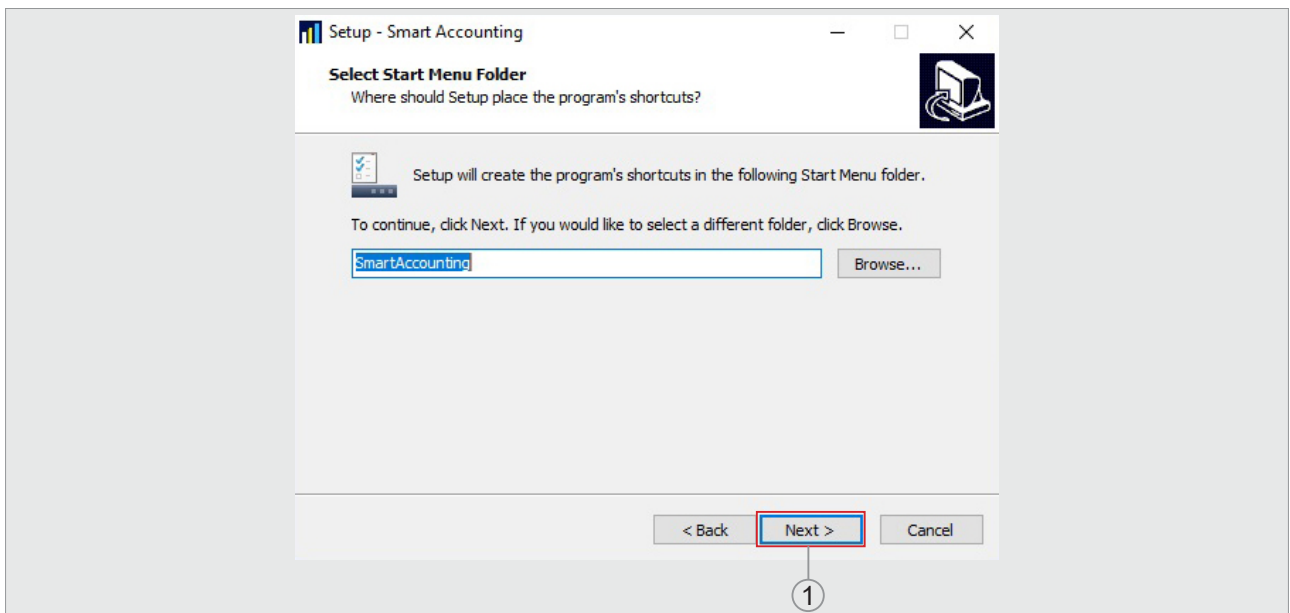 Setup - Smart Accounting
Select Start Menu Folder
Where should Setup place the program's shortcuts?
Setup will create the program's shortcuts in the following Start Menu folder.
To continue, click Next. If you would like to select a different folder, click Browse.
SmartAccounting
Browse...
< Back
Next >
Cancel
1